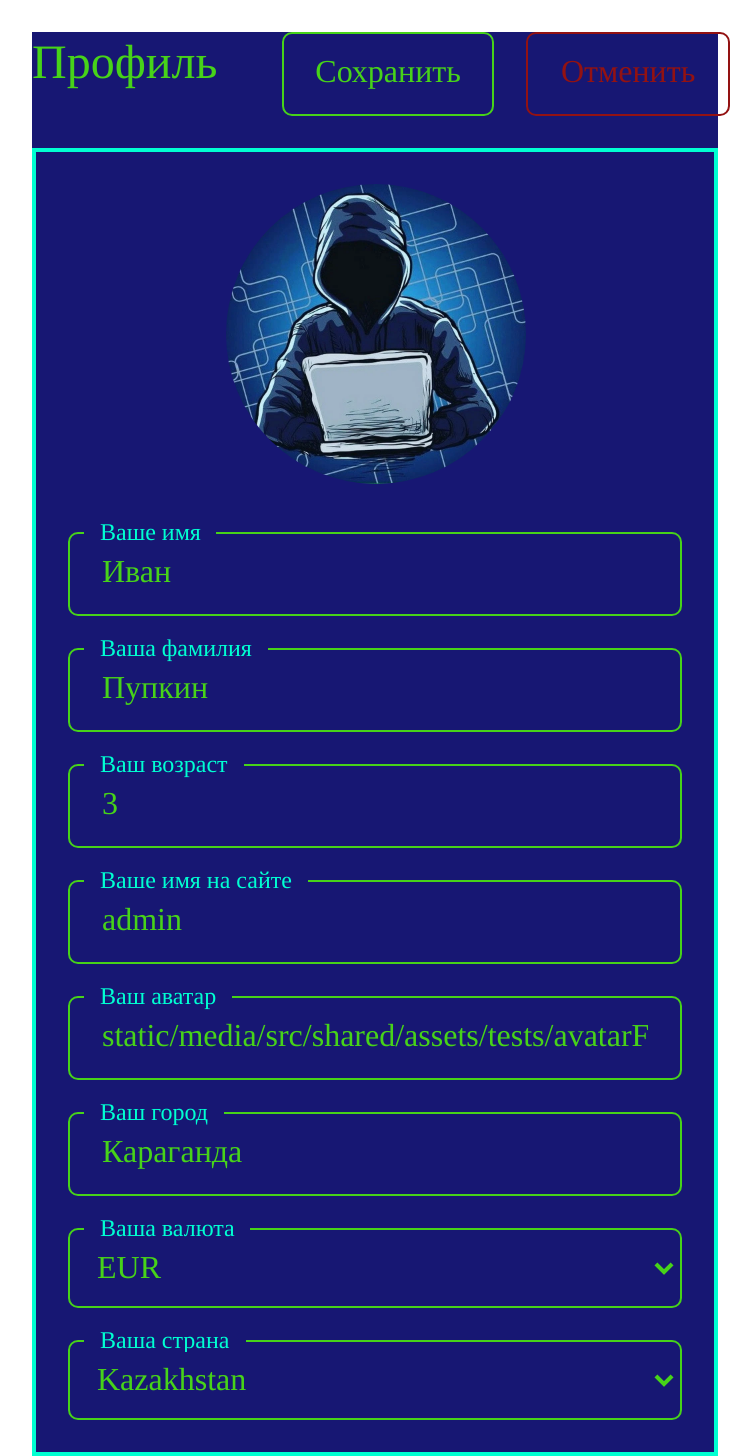 Профиль
Сохранить
Отменить
Ваше имя
Иван
Ваша фамилия
Пупкин
Ваш возраст
3
Ваше имя на сайте
admin
Ваш аватар
static/media/src/shared/assets/tests/avatarF
Ваш город
Караганда
Ваша валюта
EUR
Ваша страна
Kazakhstan